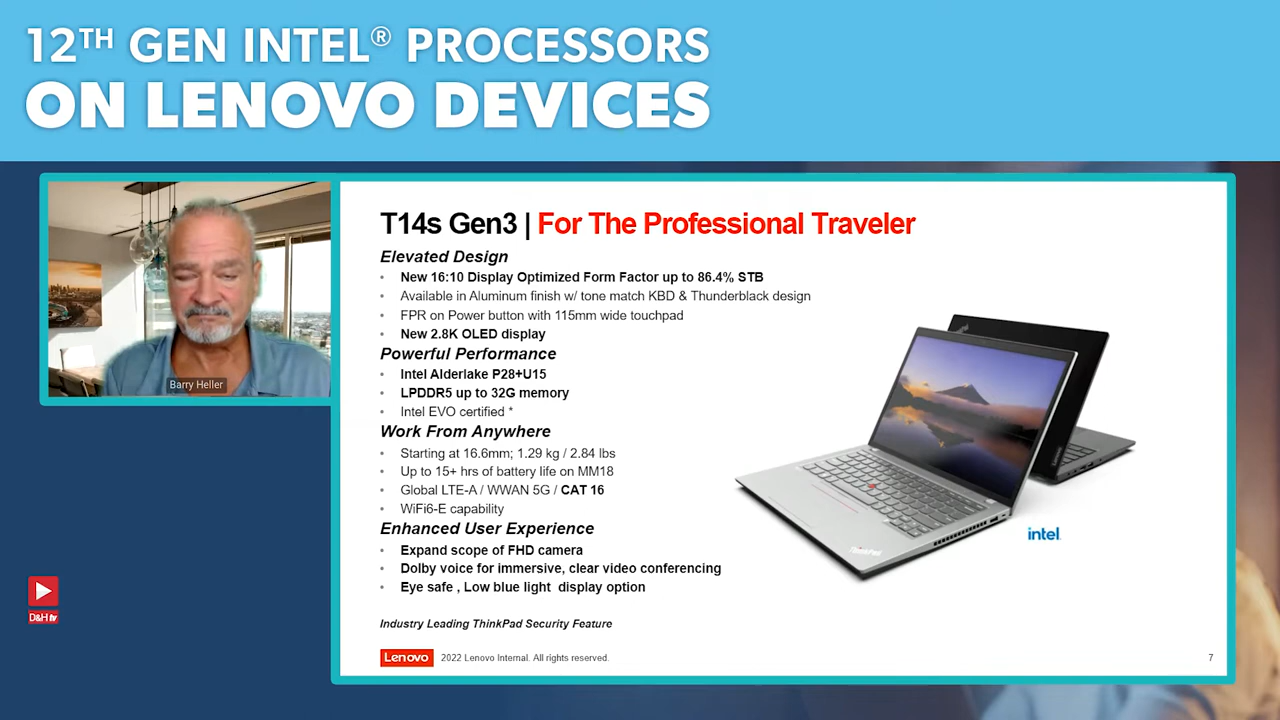 12TH GEN INTEL® PROCESSORS
ON LENOVO DEVICES
Barry Heller
T14s Gen3 | For The Professional Traveler
Elevated Design
• New 16:10 Display Optimized Form Factor up to 86.4% STB
• Available in Aluminum finish w/ tone match KBD & Thunderblack design
• FPR on Power button with 115mm wide touchpad
• New 2.8K OLED display
Powerful Performance
• Intel Alderlake P28+U15
• LPDDR5 up to 32G memory
• Intel EVO certified *
Work From Anywhere
• Starting at 16.6mm; 1.29 kg / 2.84 lbs
• Up to 15+ hrs of battery life on MM18
• Global LTE-A / WWAN 5G / CAT 16
• WiFi6-E capability
Enhanced User Experience
• Expand scope of FHD camera
• Dolby voice for immersive, clear video conferencing
• Eye safe , Low blue light display option
Industry Leading ThinkPad Security Feature
Lenovo 2022 Lenovo Internal. All rights reserved. 7
ThinkPad
Lenovo
intel.
D&H tv